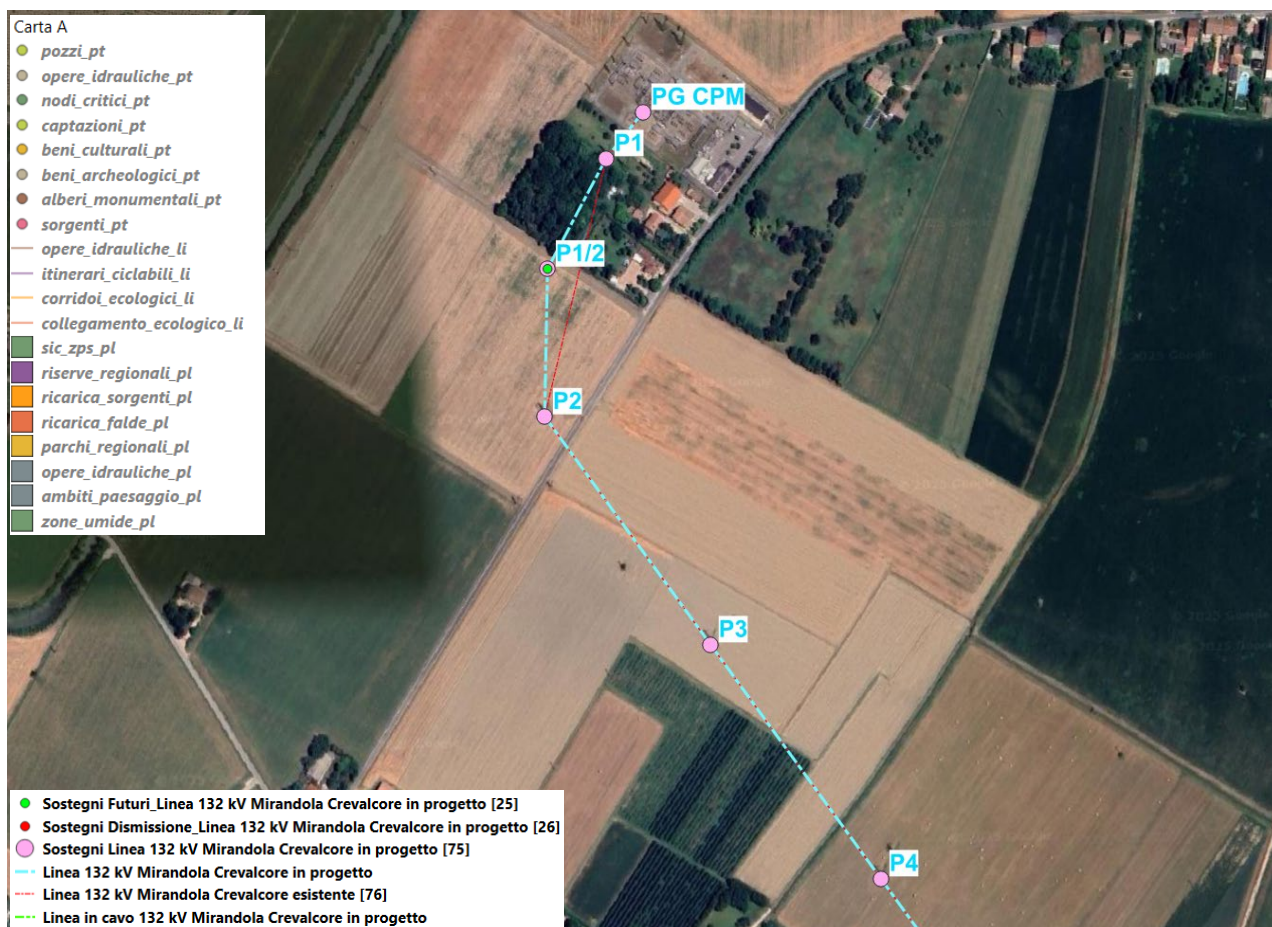 Carta A
pozzi_pt
opere_idrauliche_pt
nodi_critici_pt
captazioni_pt
beni_culturali_pt
beni_archeologici_pt
alberi_monumentali_pt
sorgenti_pt
opere_idrauliche_li
itinerari_ciclabili_li
corridoi_ecologici_li
collegamento_ecologico_li
sic_zps_pl
riserve_regionali_pl
ricarica_sorgenti_pl
ricarica_falde_pl
parchi_regionali_pl
opere_idrauliche_pl
ambiti_paesaggio_pl
zone_umide_pl
PG CPM
P1
P1/2
P2
P3
P4
Sostegni Futuri_Linea 132 kV Mirandola Crevalcore in progetto [25]
Sostegni Dismissione_Linea 132 kV Mirandola Crevalcore in progetto [26]
Sostegni Linea 132 kV Mirandola Crevalcore in progetto [75]
Linea 132 kV Mirandola Crevalcore in progetto
Linea 132 kV Mirandola Crevalcore esistente [76]
Linea in cavo 132 kV Mirandola Crevalcore in progetto